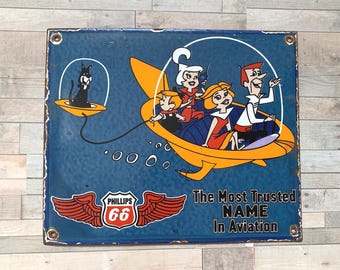 PHILLIPS
66
The Most Trusted
NAME
In Aviation